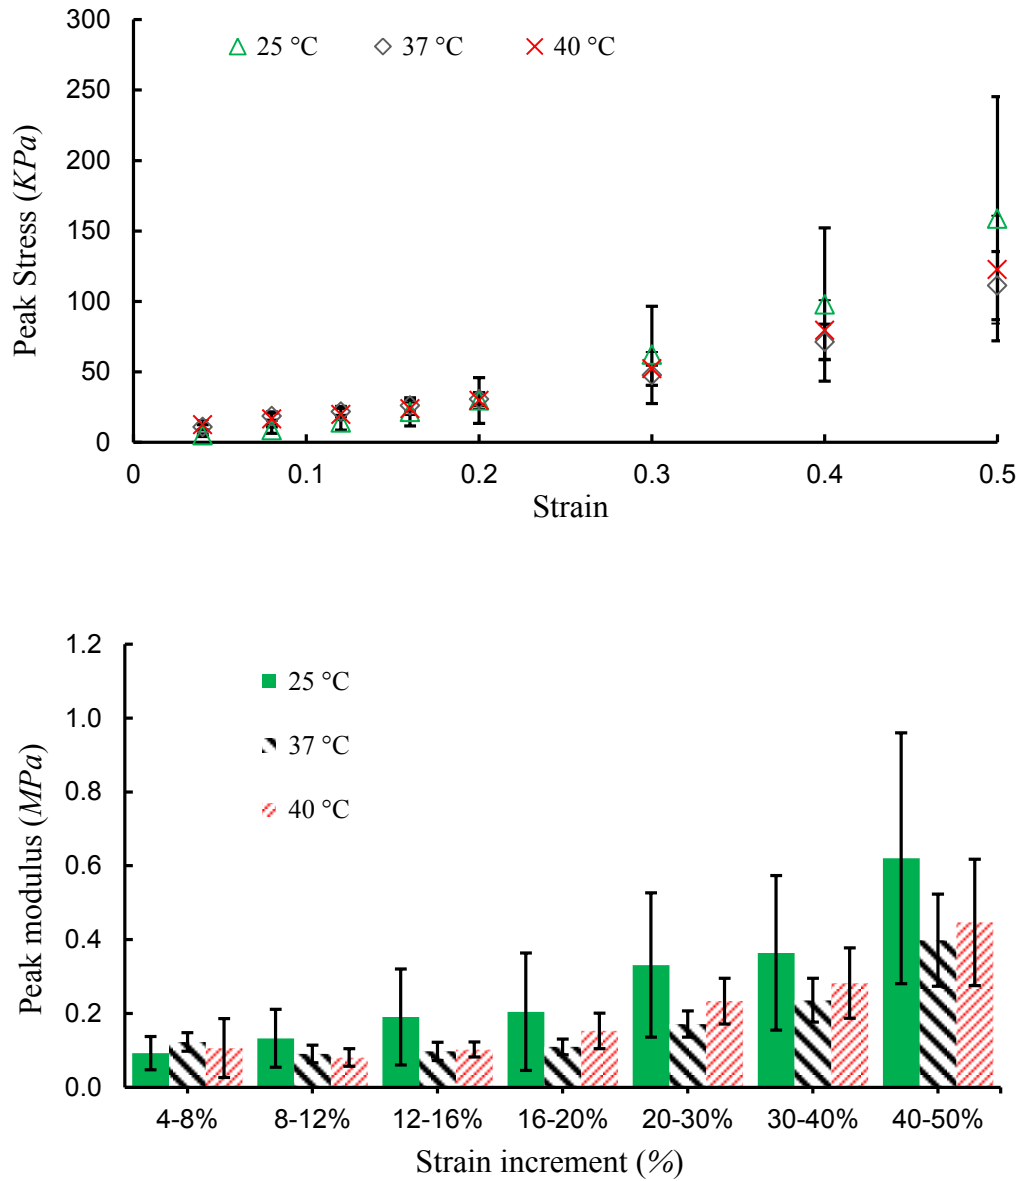 300
250
200
150
100
50
0
Peak Stress (KPa)
25 °C 37 °C 40 °C
0 0.1 0.2 0.3 0.4 0.5
Strain
1.2
1.0
0.8
0.6
0.4
0.2
0.0
Peak modulus (MPa)
25 °C
37 °C
40 °C
4-8% 8-12% 12-16% 16-20% 20-30% 30-40% 40-50%
Strain increment (%)